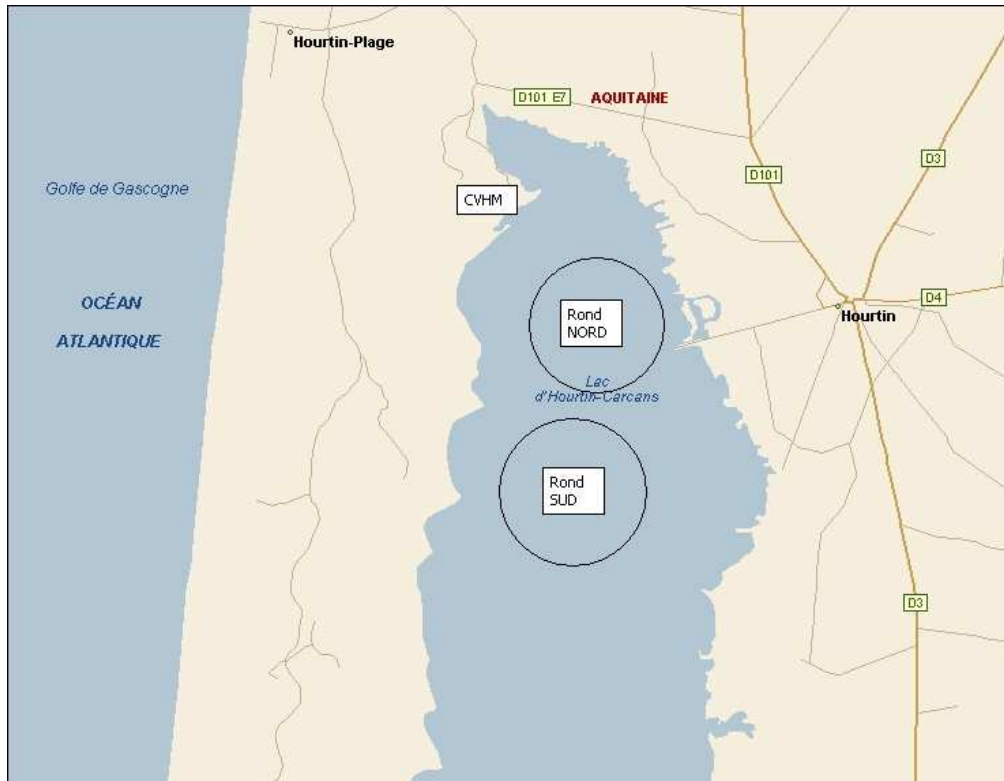 Hourtin-Plage
D101 E7
AQUITAINE
D3
D101
Golfe de Gascogne
CVHM
OCÉAN
ATLANTIQUE
D4
Hourtin
Rond
NORD
Lac
d'Hourtin-Carcans
Rond
SUD
D3